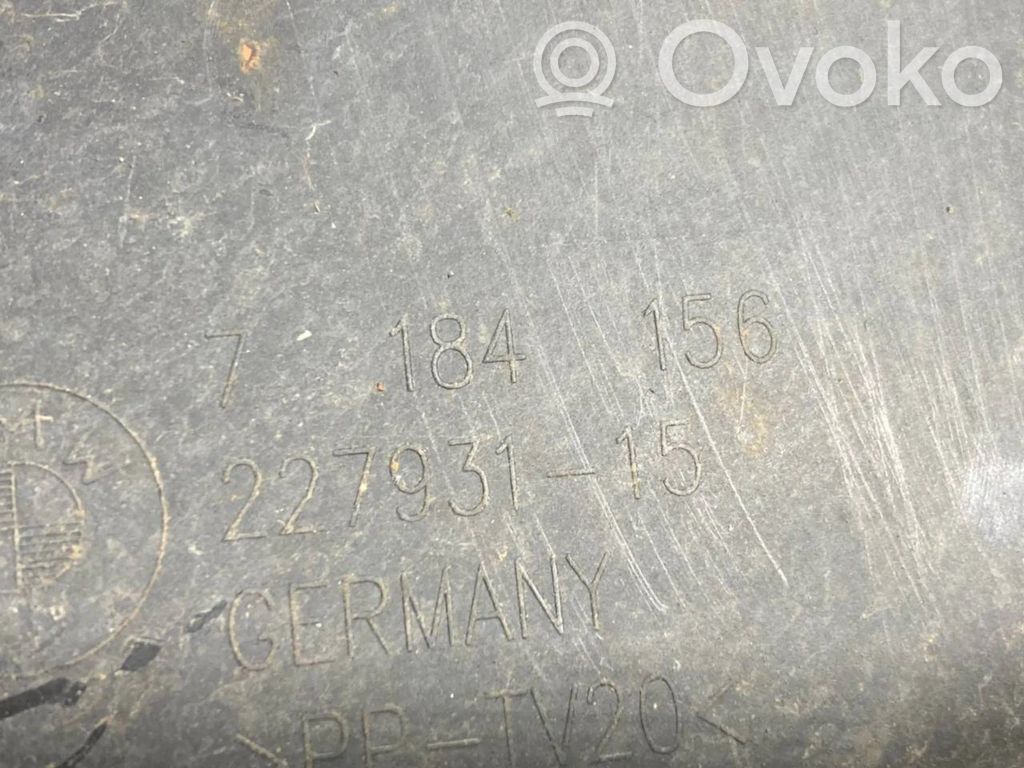 Ovoko
7 184 156
227931-15
GERMANY
>PP-TV20<